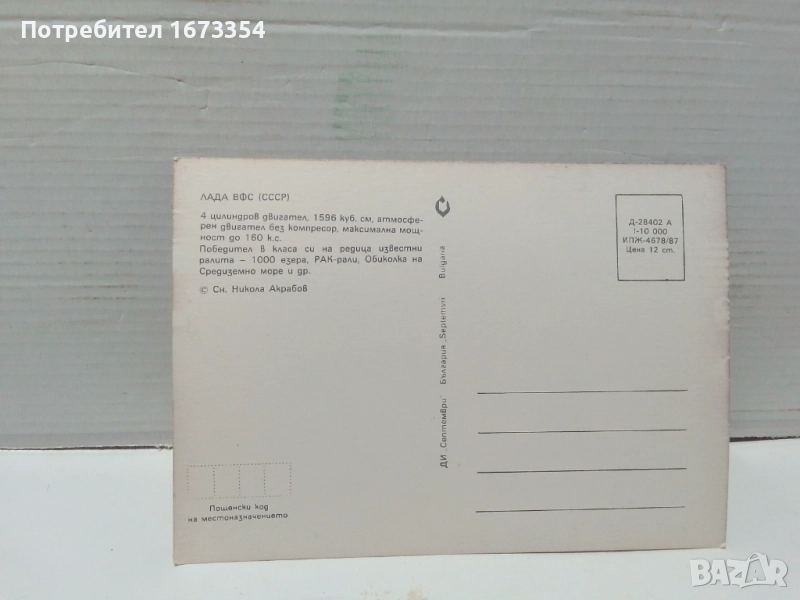 Потребител 1673354
ЛАДА ВФС (СССР)
4 цилиндров двигател, 1596 куб. см, атмосфе-
рен двигател без компресор, максимална мощ-
ност до 160 к.с.
Победител в класа си на редица известни
ралита – 1000 езера, РАК-рали, Обиколка на
Средиземно море и др.
© Сн. Никола Акрабов
Пощенски код
на местоназначението
ДИ „Септември" България „Septemvri" Bulgaria
Д-28402 А
I-10 000
ИПЖ-4678/87
Цена 12 ст.
BAZAR